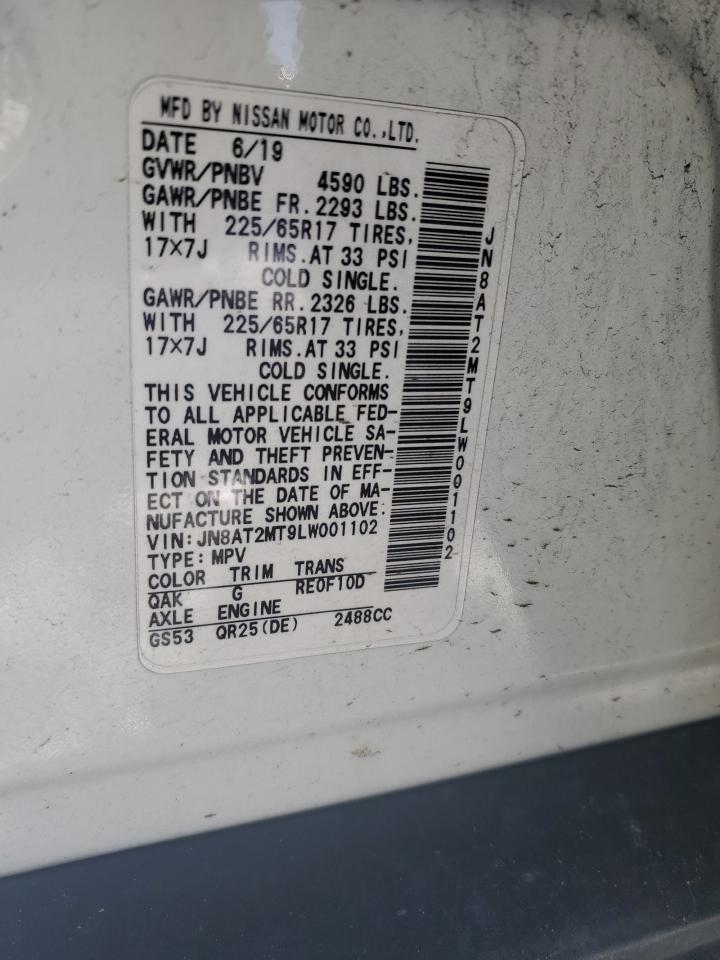 MFD BY NISSAN MOTOR CO.,LTD.
DATE 6/19
GVWR/PNBV 4590 LBS.
GAWR/PNBE FR. 2293 LBS.
WITH 225/65R17 TIRES,
17×7J RIMS.AT 33 PSI
COLD SINGLE.
GAWR/PNBE RR. 2326 LBS.
WITH 225/65R17 TIRES,
17×7J RIMS.AT 33 PSI
COLD SINGLE.
THIS VEHICLE CONFORMS
TO ALL APPLICABLE FED-
ERAL MOTOR VEHICLE SA-
FETY AND THEFT PREVEN-
TION STANDARDS IN EFF-
ECT ON THE DATE OF MA-
NUFACTURE SHOWN ABOVE.
VIN:JN8AT2MT9LW001102
TYPE:MPV
COLOR TRIM TRANS
QAK G RE0F10D
AXLE ENGINE
GS53 QR25(DE) 2488CC
JN8AT2MT9LW001102